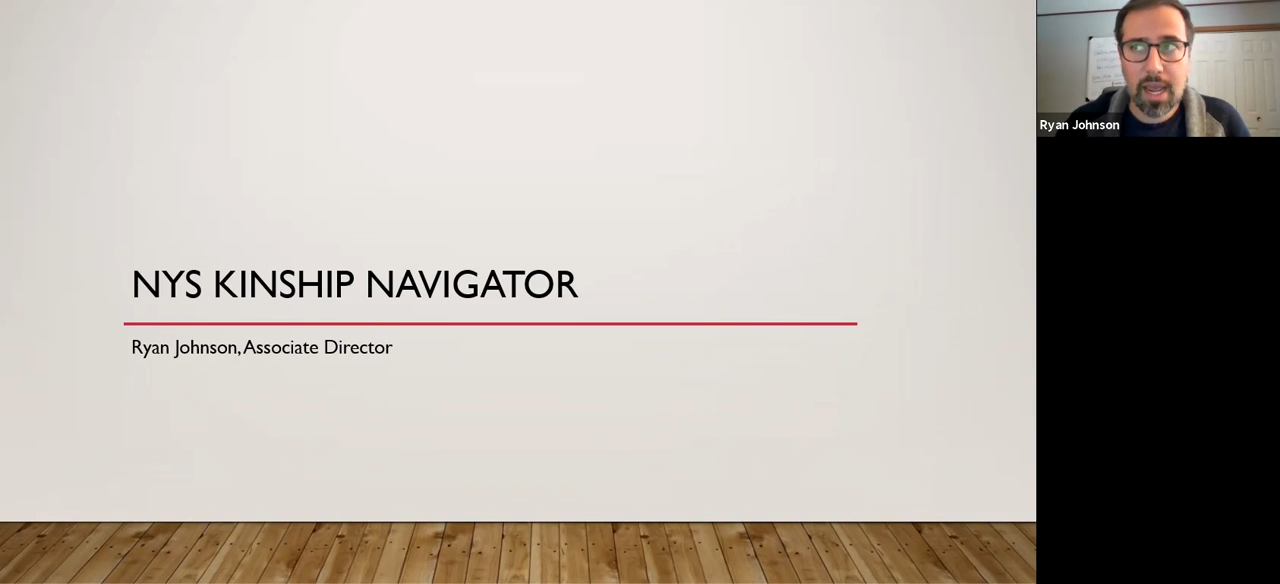 NYS KINSHIP NAVIGATOR
Ryan Johnson, Associate Director
Ryan Johnson